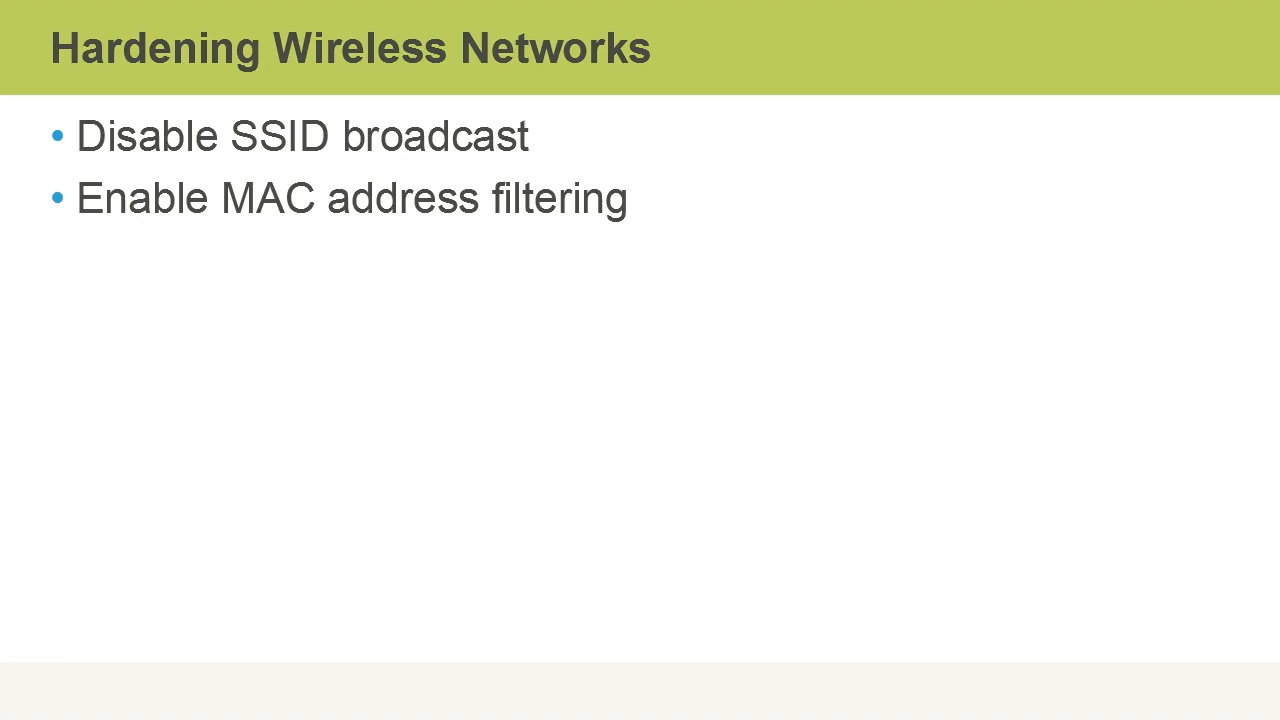 Hardening Wireless Networks
• Disable SSID broadcast
• Enable MAC address filtering